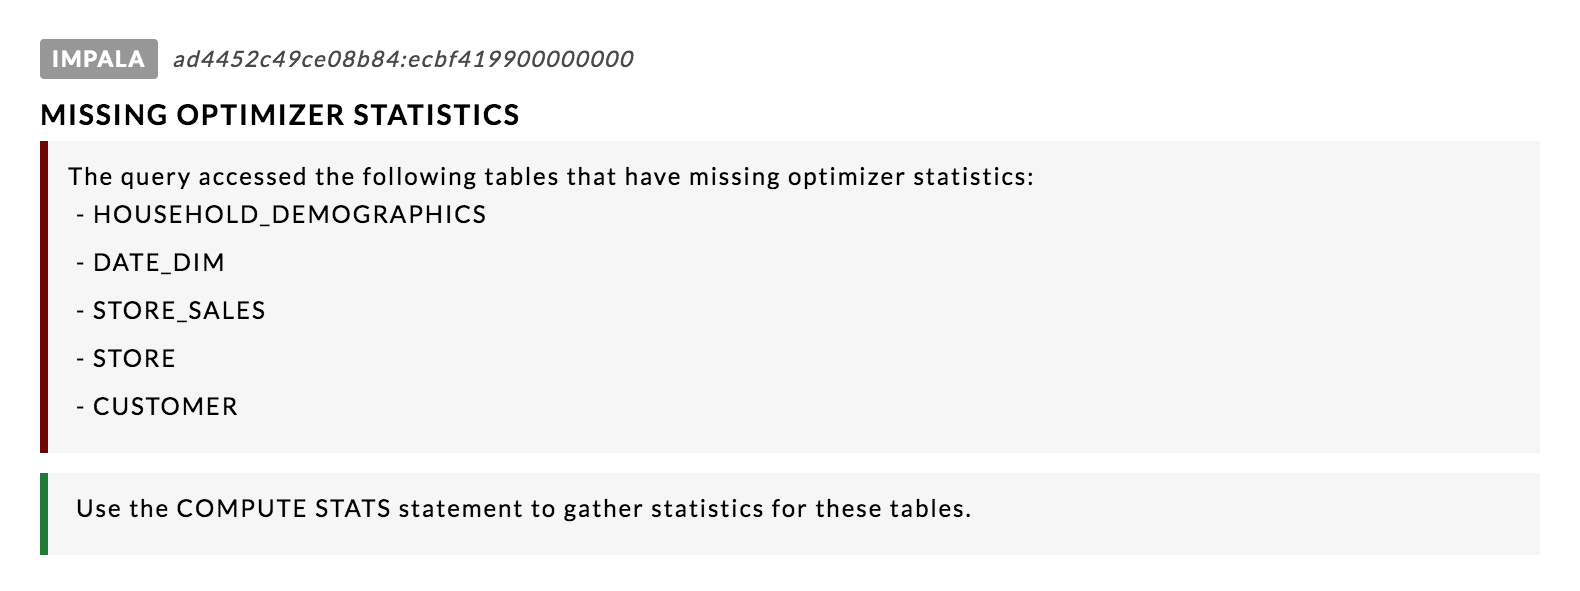 IMPALA ad4452c49ce08b84:ecbf419900000000
MISSING OPTIMIZER STATISTICS
The query accessed the following tables that have missing optimizer statistics:
- HOUSEHOLD_DEMOGRAPHICS
- DATE_DIM
- STORE_SALES
- STORE
- CUSTOMER
Use the COMPUTE STATS statement to gather statistics for these tables.